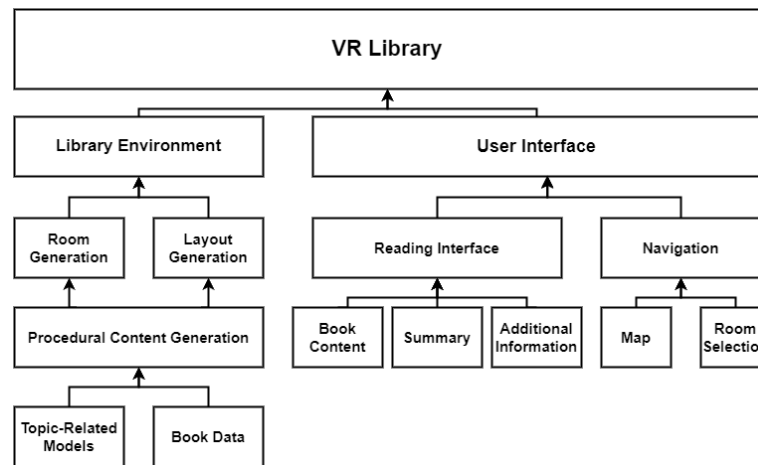 VR Library
Library Environment
User Interface
Room
Generation
Layout
Generation
Reading Interface
Navigation
Procedural Content Generation
Book
Content
Summary
Additional
Information
Map
Room
Selection
Topic-Related
Models
Book Data